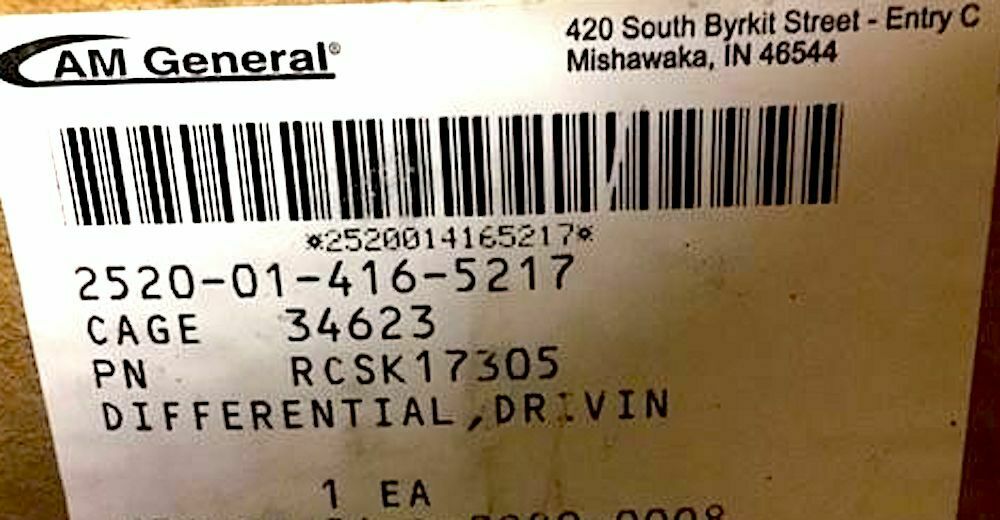 AM General®
420 South Byrkit Street - Entry C
Mishawaka, IN 46544
*2520014165217*
2520-01-416-5217
CAGE 34623
PN RCSK17305
DIFFERENTIAL,DRIVIN
1 EA